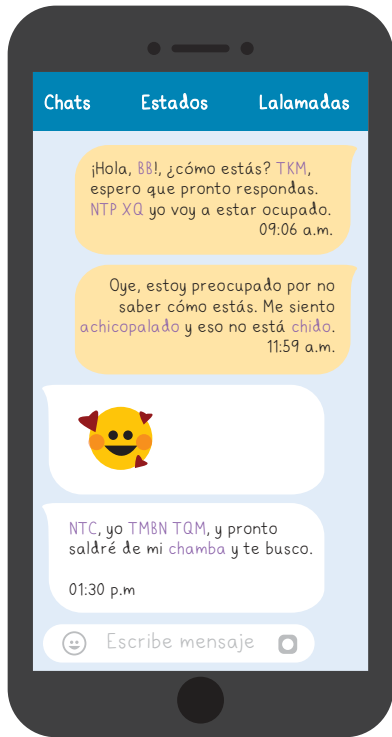 Chats Estados Lalamadas
¡Hola, BB!, ¿cómo estás? TKM,
espero que pronto respondas.
NTP XQ yo voy a estar ocupado.
09:06 a.m.
Oye, estoy preocupado por no
saber cómo estás. Me siento
achicopalado y eso no está chido.
11:59 a.m.
NTC, yo TMBN TQM, y pronto
saldré de mi chamba y te busco.
01:30 p.m
Escribe mensaje